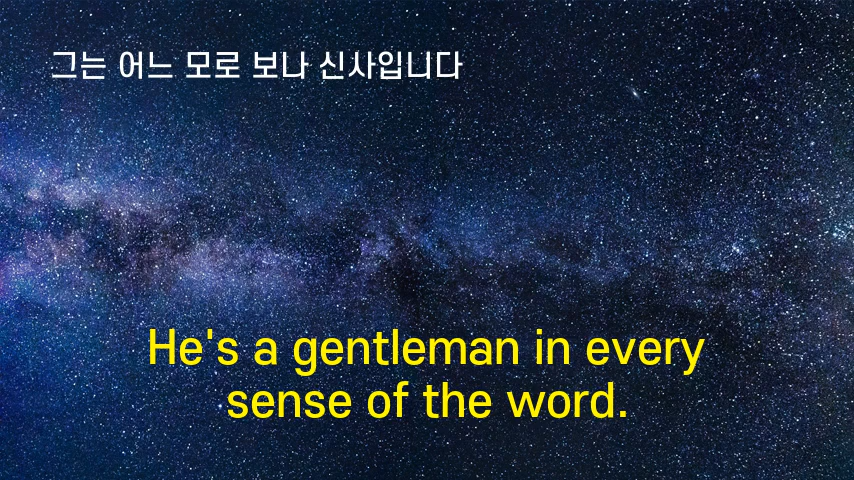 그는 어느 모로 보나 신사입니다
He's a gentleman in every
sense of the word.